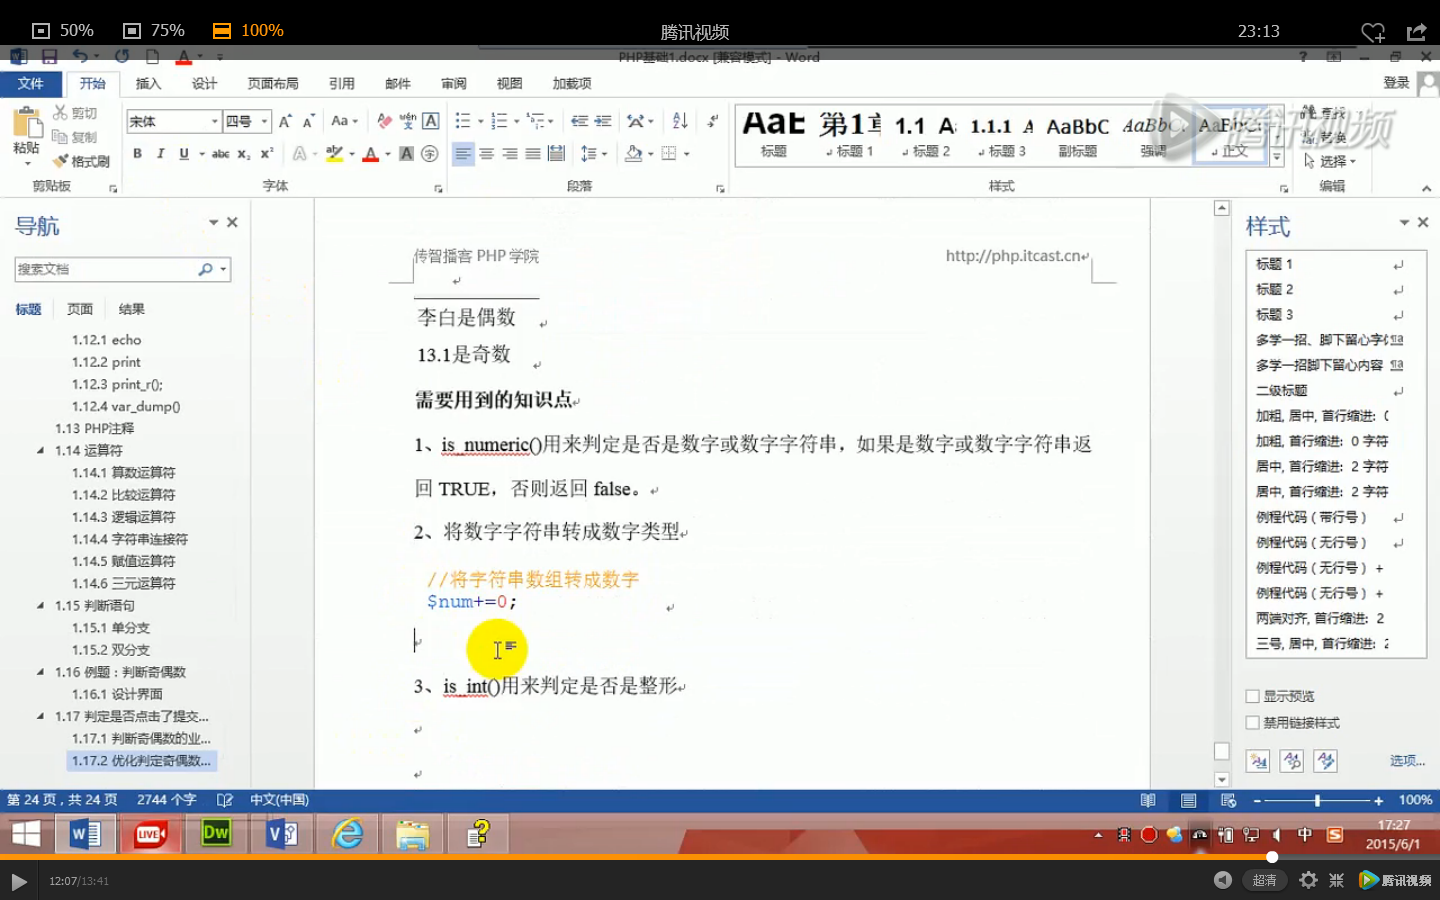 50% 75% 100% 腾讯视频 23:13
PHP基础1.docx [兼容模式] - Word
文件 开始 插入 设计 页面布局 引用 邮件 审阅 视图 加载项 登录
粘贴 剪切 复制 格式刷
宋体 四号
标题 标题 1 标题 2 标题 3 副标题 强调 正文
查找 替换 选择
剪贴板 字体 段落 样式 编辑
腾讯视频
导航
搜索文档
标题 页面 结果
1.12.1 echo
1.12.2 print
1.12.3 print_r();
1.12.4 var_dump()
1.13 PHP注释
1.14 运算符
1.14.1 算数运算符
1.14.2 比较运算符
1.14.3 逻辑运算符
1.14.4 字符串连接符
1.14.5 赋值运算符
1.14.6 三元运算符
1.15 判断语句
1.15.1 单分支
1.15.2 双分支
1.16 例题：判断奇偶数
1.16.1 设计界面
1.17 判定是否点击了提交...
1.17.1 判断奇偶数的业...
1.17.2 优化判定奇偶数...
传智播客 PHP 学院 http://php.itcast.cn
李白是偶数
13.1是奇数
需要用到的知识点
1、is_numeric()用来判定是否是数字或数字字符串，如果是数字或数字字符串返
回 TRUE，否则返回 false。
2、将数字字符串转成数字类型
//将字符串数组转成数字
$num+=0;
3、is_int()用来判定是否是整形
样式
标题 1
标题 2
标题 3
多学一招、脚下留心字
多学一招脚下留心内容
二级标题
加粗, 居中, 首行缩进: 0
加粗, 首行缩进: 0 字符
居中, 首行缩进: 2 字符
居中, 首行缩进: 2 字符
例程代码（带行号）
例程代码（无行号）
例程代码（无行号） +
例程代码（无行号） +
两端对齐, 首行缩进: 2
三号, 居中, 首行缩进: 2
显示预览
禁用链接样式
选项...
第 24 页，共 24 页 2744 个字 中文(中国) 100%
LIVE Dw 中 17:27
2015/6/1
12:07/13:41 超清 腾讯视频